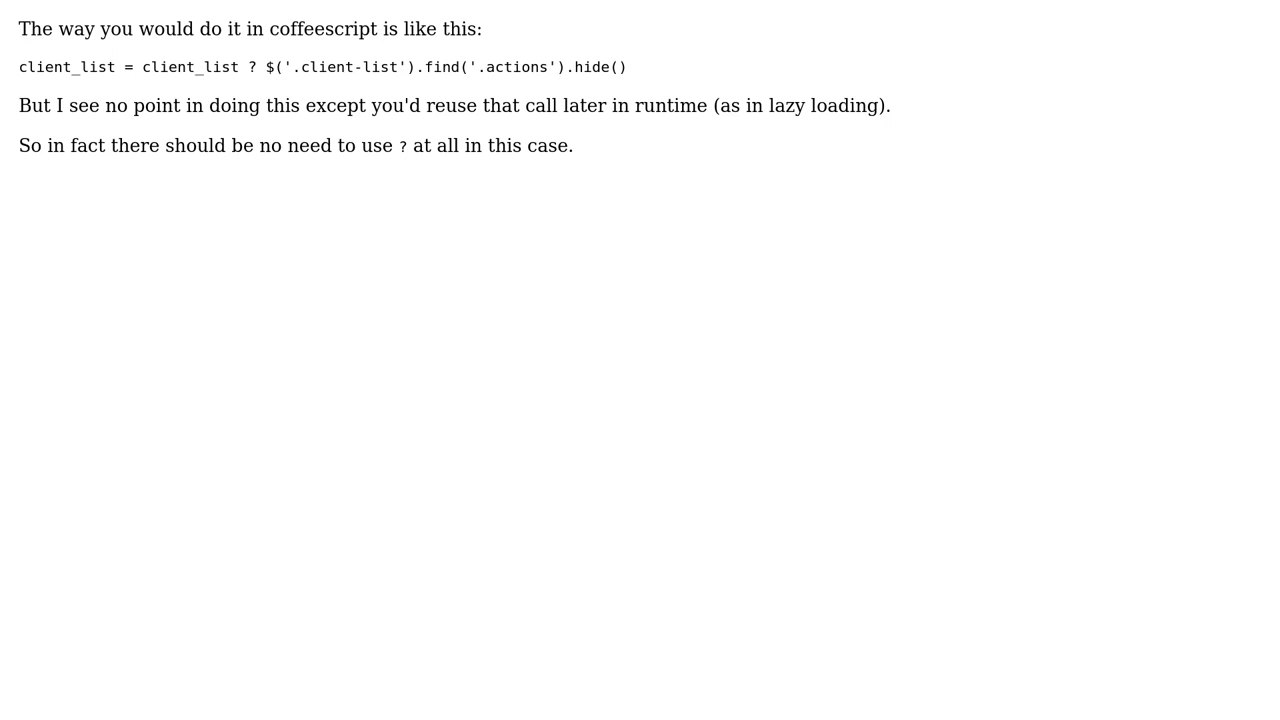 The way you would do it in coffeescript is like this:
client_list = client_list ? $('.client-list').find('.actions').hide()
But I see no point in doing this except you'd reuse that call later in runtime (as in lazy loading).
So in fact there should be no need to use ? at all in this case.